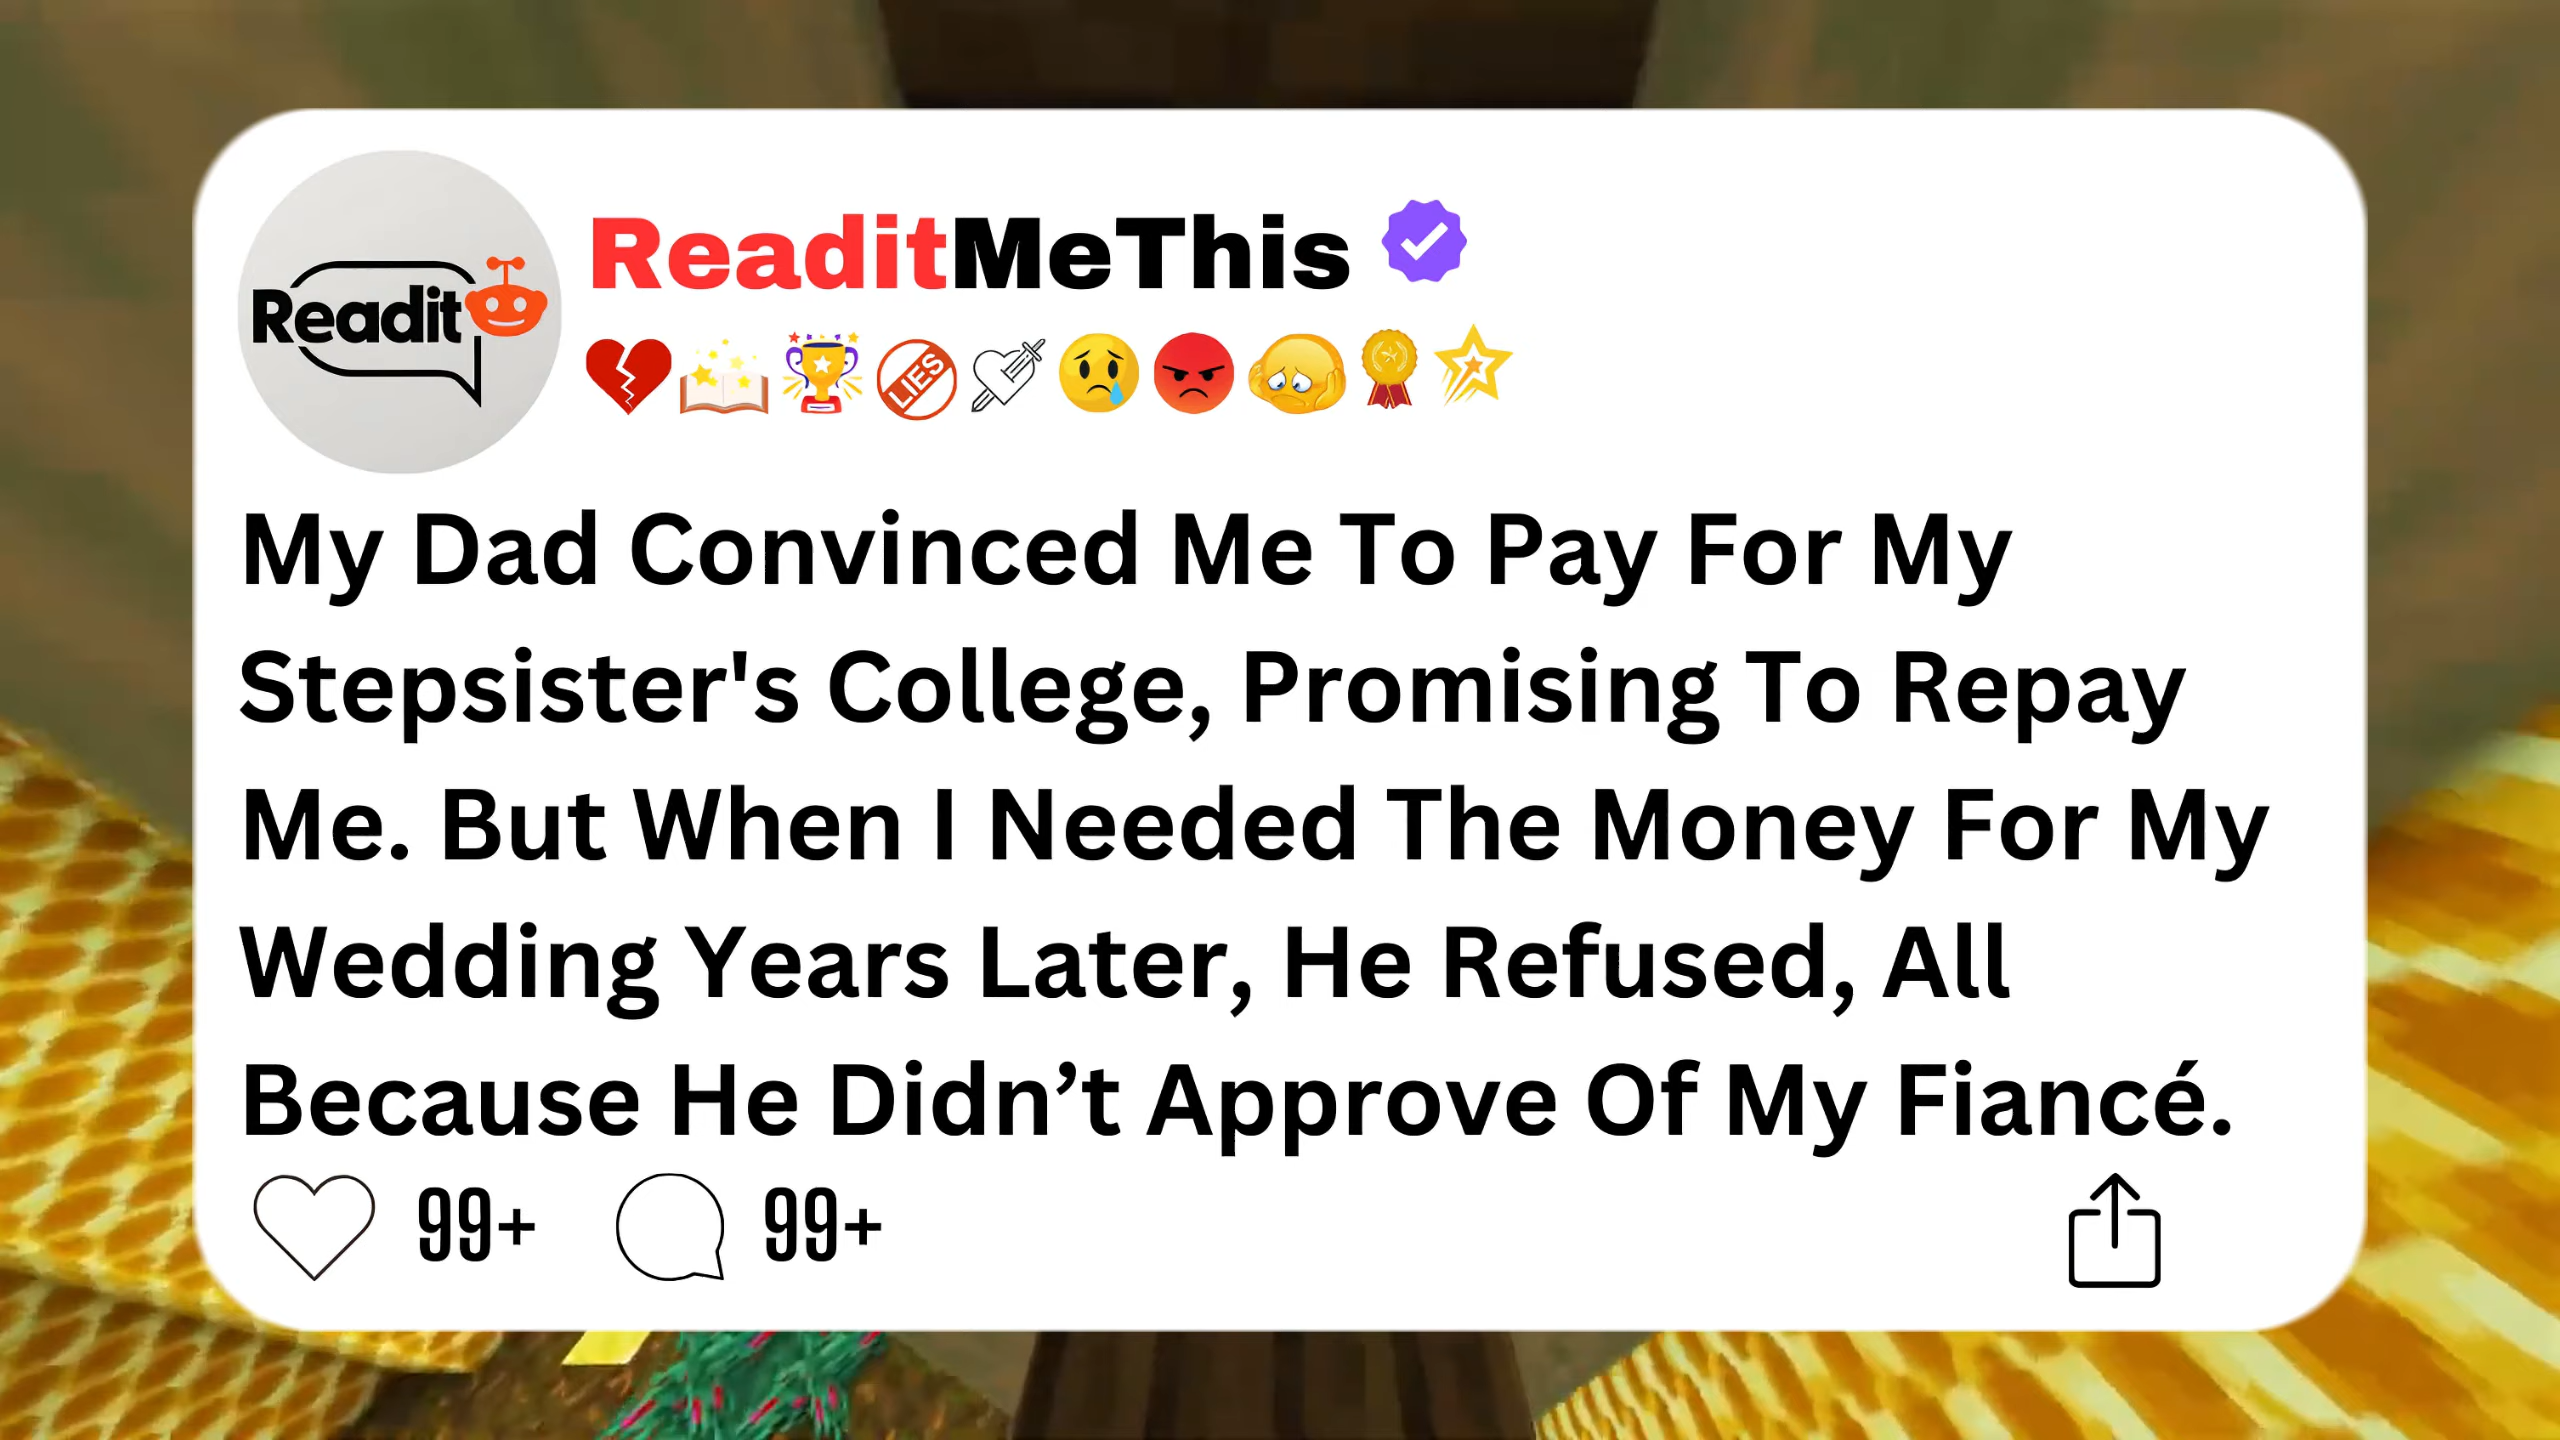 Readit
ReaditMeThis
LIES
My Dad Convinced Me To Pay For My
Stepsister's College, Promising To Repay
Me. But When I Needed The Money For My
Wedding Years Later, He Refused, All
Because He Didn’t Approve Of My Fiancé.
99+ 99+